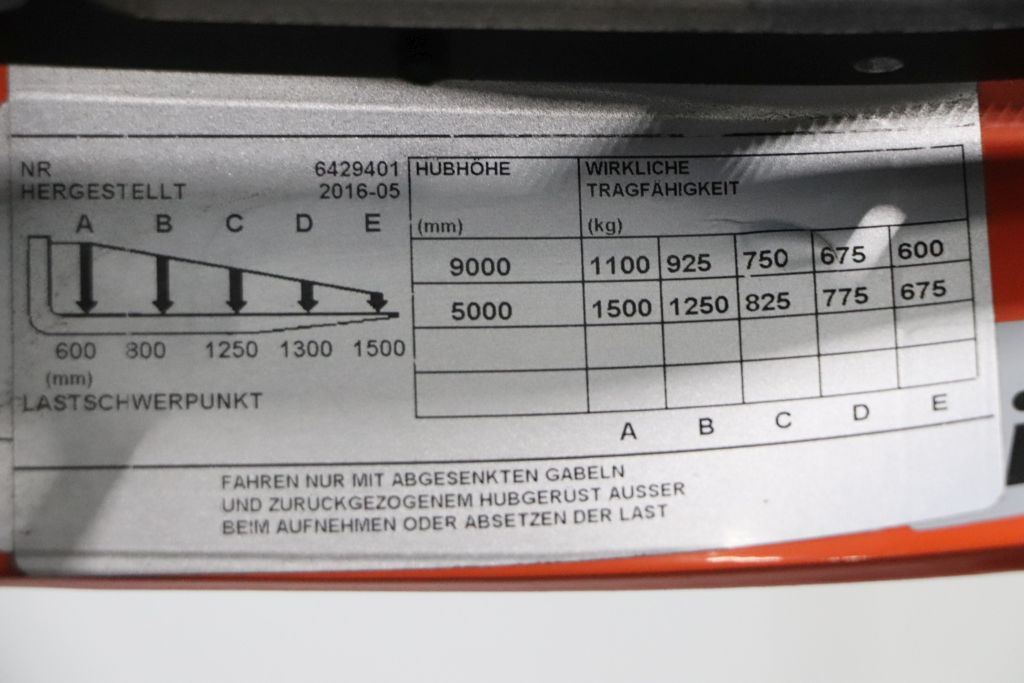 NR 6429401
HERGESTELLT 2016-05
A B C D E
600 800 1250 1300 1500
(mm)
LASTSCHWERPUNKT
HUBHÖHE WIRKLICHE
TRAGFÄHIGKEIT
(mm) (kg)
9000 1100 925 750 675 600
5000 1500 1250 825 775 675
A B C D E
FAHREN NUR MIT ABGESENKTEN GABELN
UND ZURUCKGEZOGENEM HUBGERUST AUSSER
BEIM AUFNEHMEN ODER ABSETZEN DER LAST